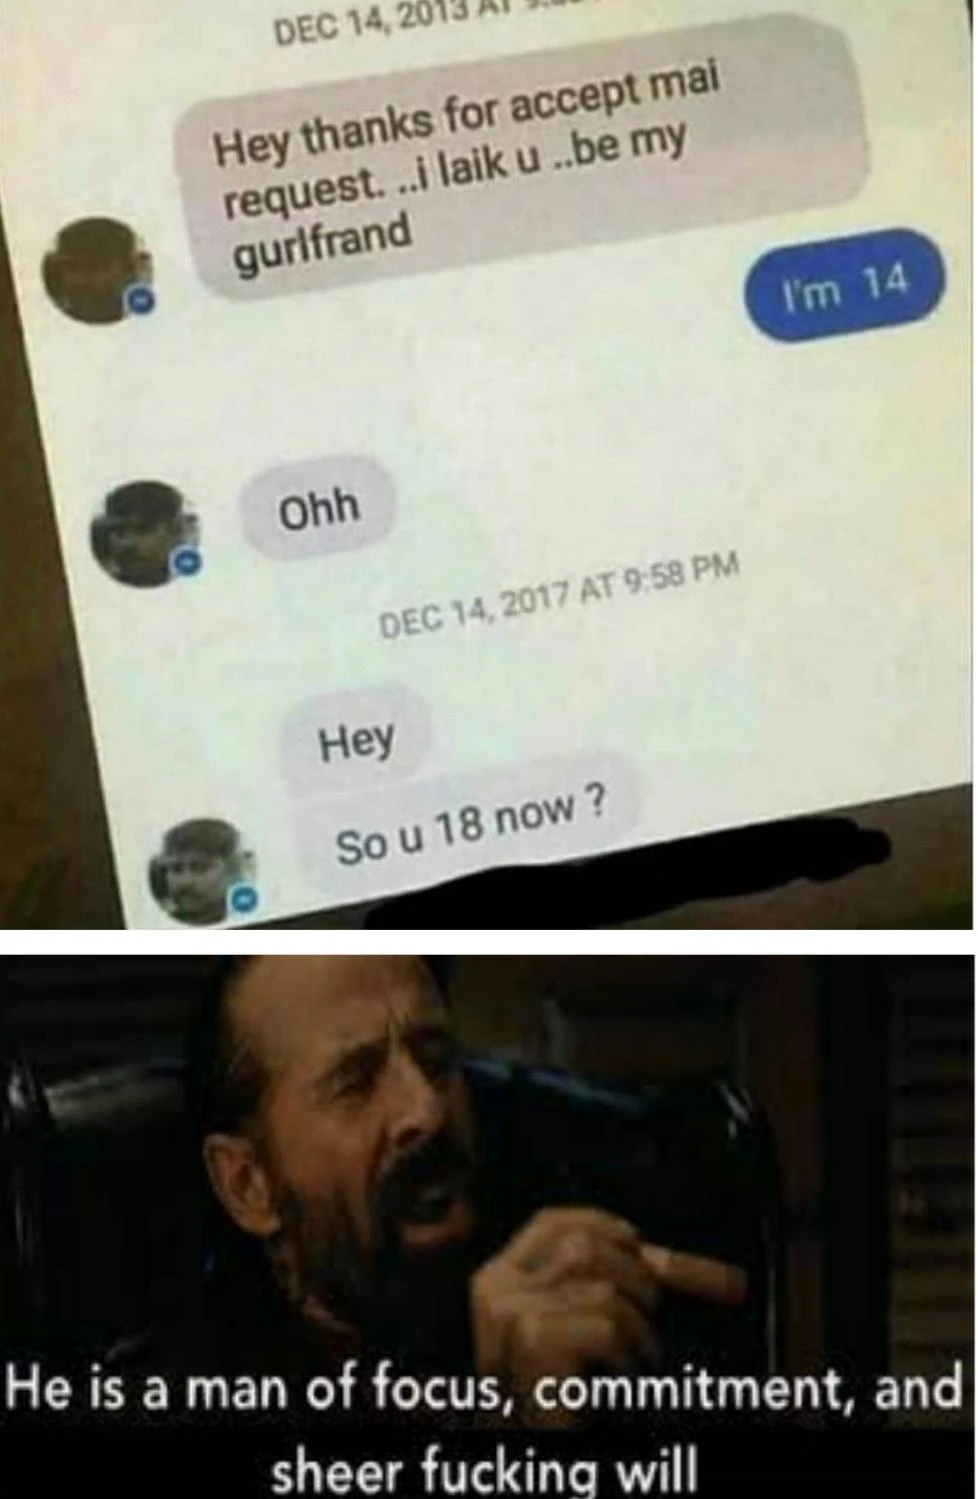 DEC 14, 2013 AT
Hey thanks for accept mai
request. ..i laik u ..be my
gurlfrand
I'm 14
Ohh
DEC 14, 2017 AT 9:58 PM
Hey
So u 18 now ?
He is a man of focus, commitment, and
sheer fucking will